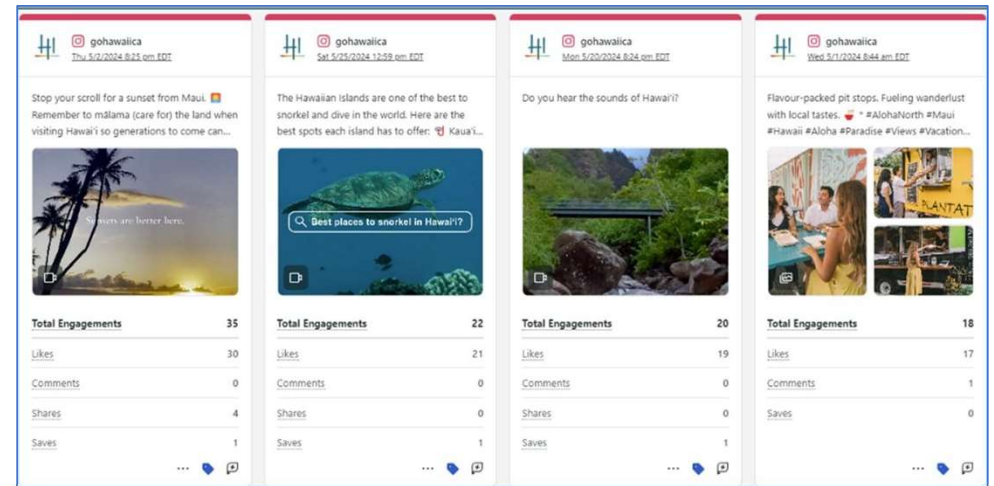 gohawaiica
Thu 5/2/2024 8:25 pm EDT
Stop your scroll for a sunset from Maui. 🌅
Remember to mālama (care for) the land when
visiting Hawai'i so generations to come can...
Sunsets are better here.
Total Engagements 35
Likes 30
Comments 0
Shares 4
Saves 1
gohawaiica
Sat 5/25/2024 12:59 pm EDT
The Hawaiian Islands are one of the best to
snorkel and dive in the world. Here are the
best spots each island has to offer: 🤿 Kaua'i...
Best places to snorkel in Hawai'i?
Total Engagements 22
Likes 21
Comments 0
Shares 0
Saves 1
gohawaiica
Mon 5/20/2024 8:24 pm EDT
Do you hear the sounds of Hawai'i?
Total Engagements 20
Likes 19
Comments 0
Shares 0
Saves 1
gohawaiica
Wed 5/1/2024 8:44 am EDT
Flavour-packed pit stops. Fueling wanderlust
with local tastes. 🍧 * #AlohaNorth #Maui
#Hawaii #Aloha #Paradise #Views #Vacation...
PLANTAT
Total Engagements 18
Likes 17
Comments 1
Saves 0